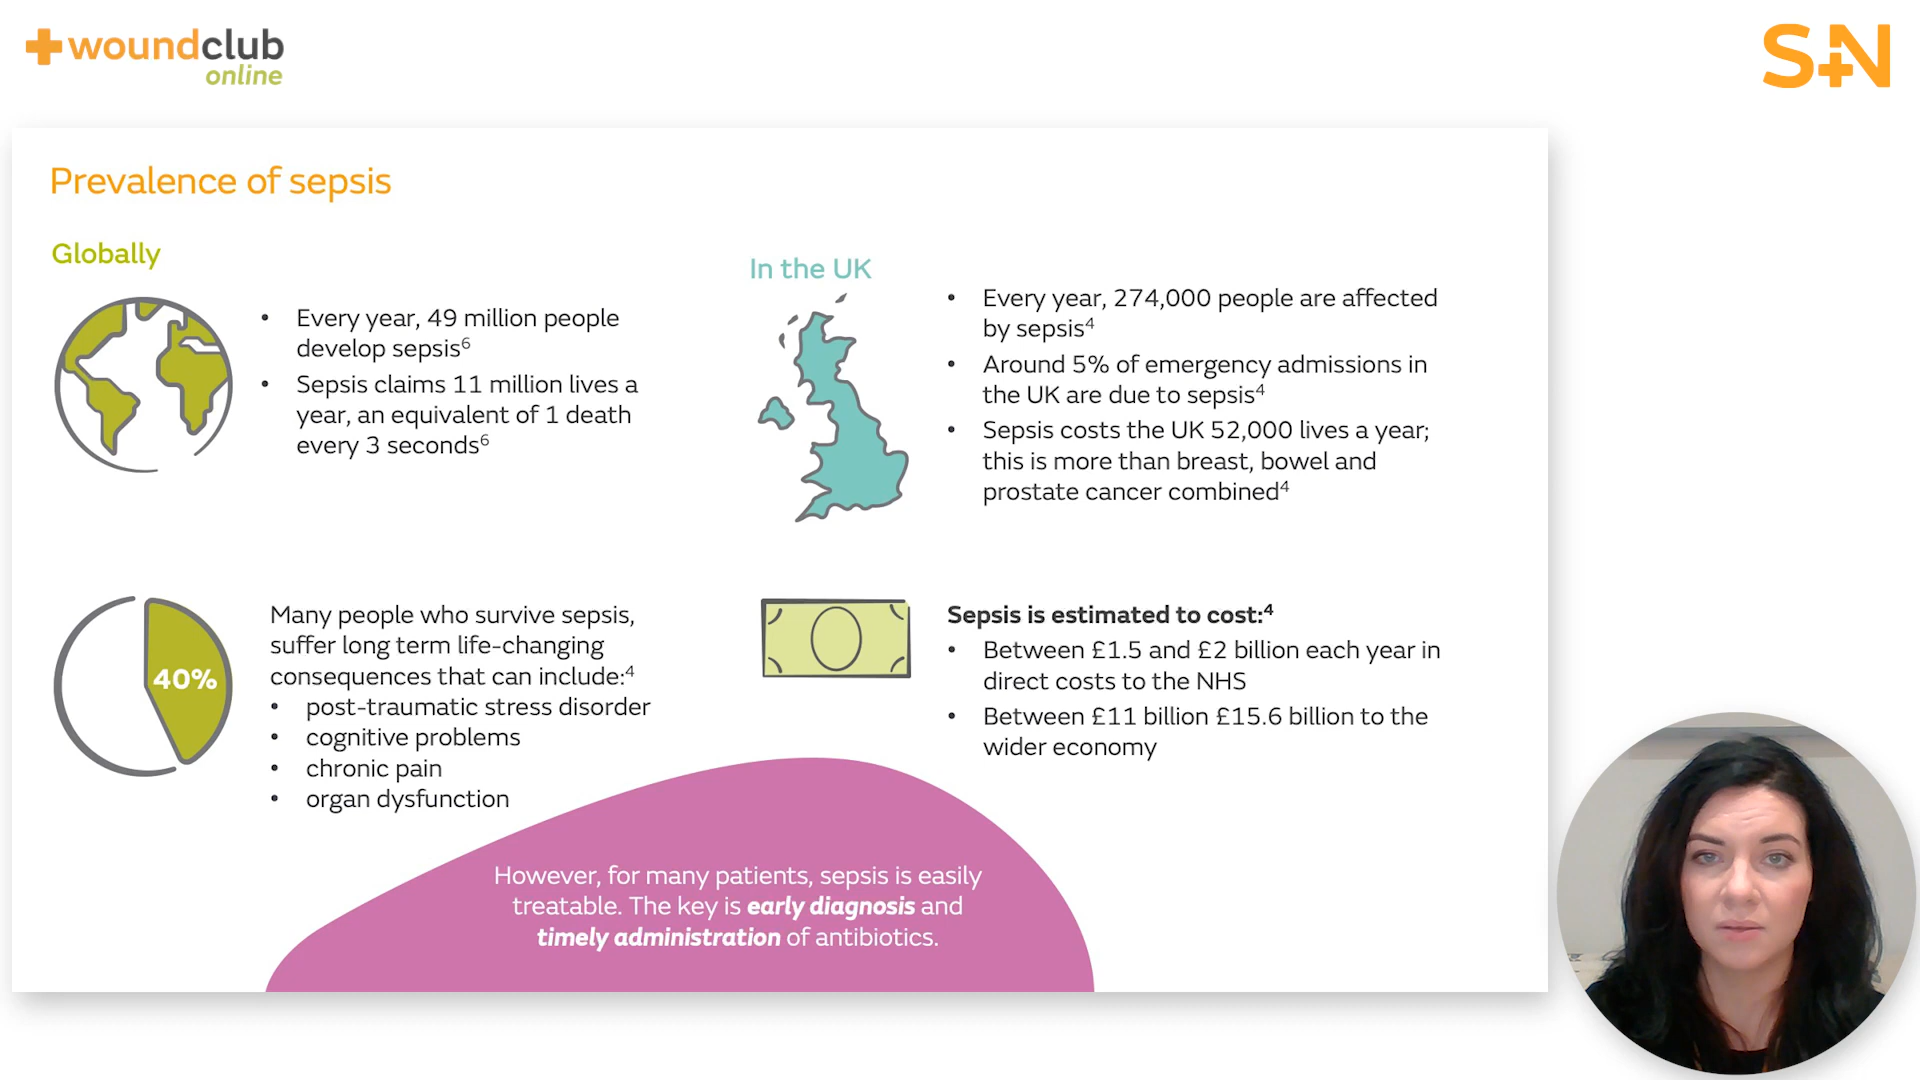 woundclub
online
S+N
Prevalence of sepsis
Globally
• Every year, 49 million people
develop sepsis⁶
• Sepsis claims 11 million lives a
year, an equivalent of 1 death
every 3 seconds⁶
In the UK
• Every year, 274,000 people are affected
by sepsis⁴
• Around 5% of emergency admissions in
the UK are due to sepsis⁴
• Sepsis costs the UK 52,000 lives a year;
this is more than breast, bowel and
prostate cancer combined⁴
40%
Many people who survive sepsis,
suffer long term life-changing
consequences that can include:⁴
• post-traumatic stress disorder
• cognitive problems
• chronic pain
• organ dysfunction
Sepsis is estimated to cost:⁴
• Between £1.5 and £2 billion each year in
direct costs to the NHS
• Between £11 billion £15.6 billion to the
wider economy
However, for many patients, sepsis is easily
treatable. The key is early diagnosis and
timely administration of antibiotics.